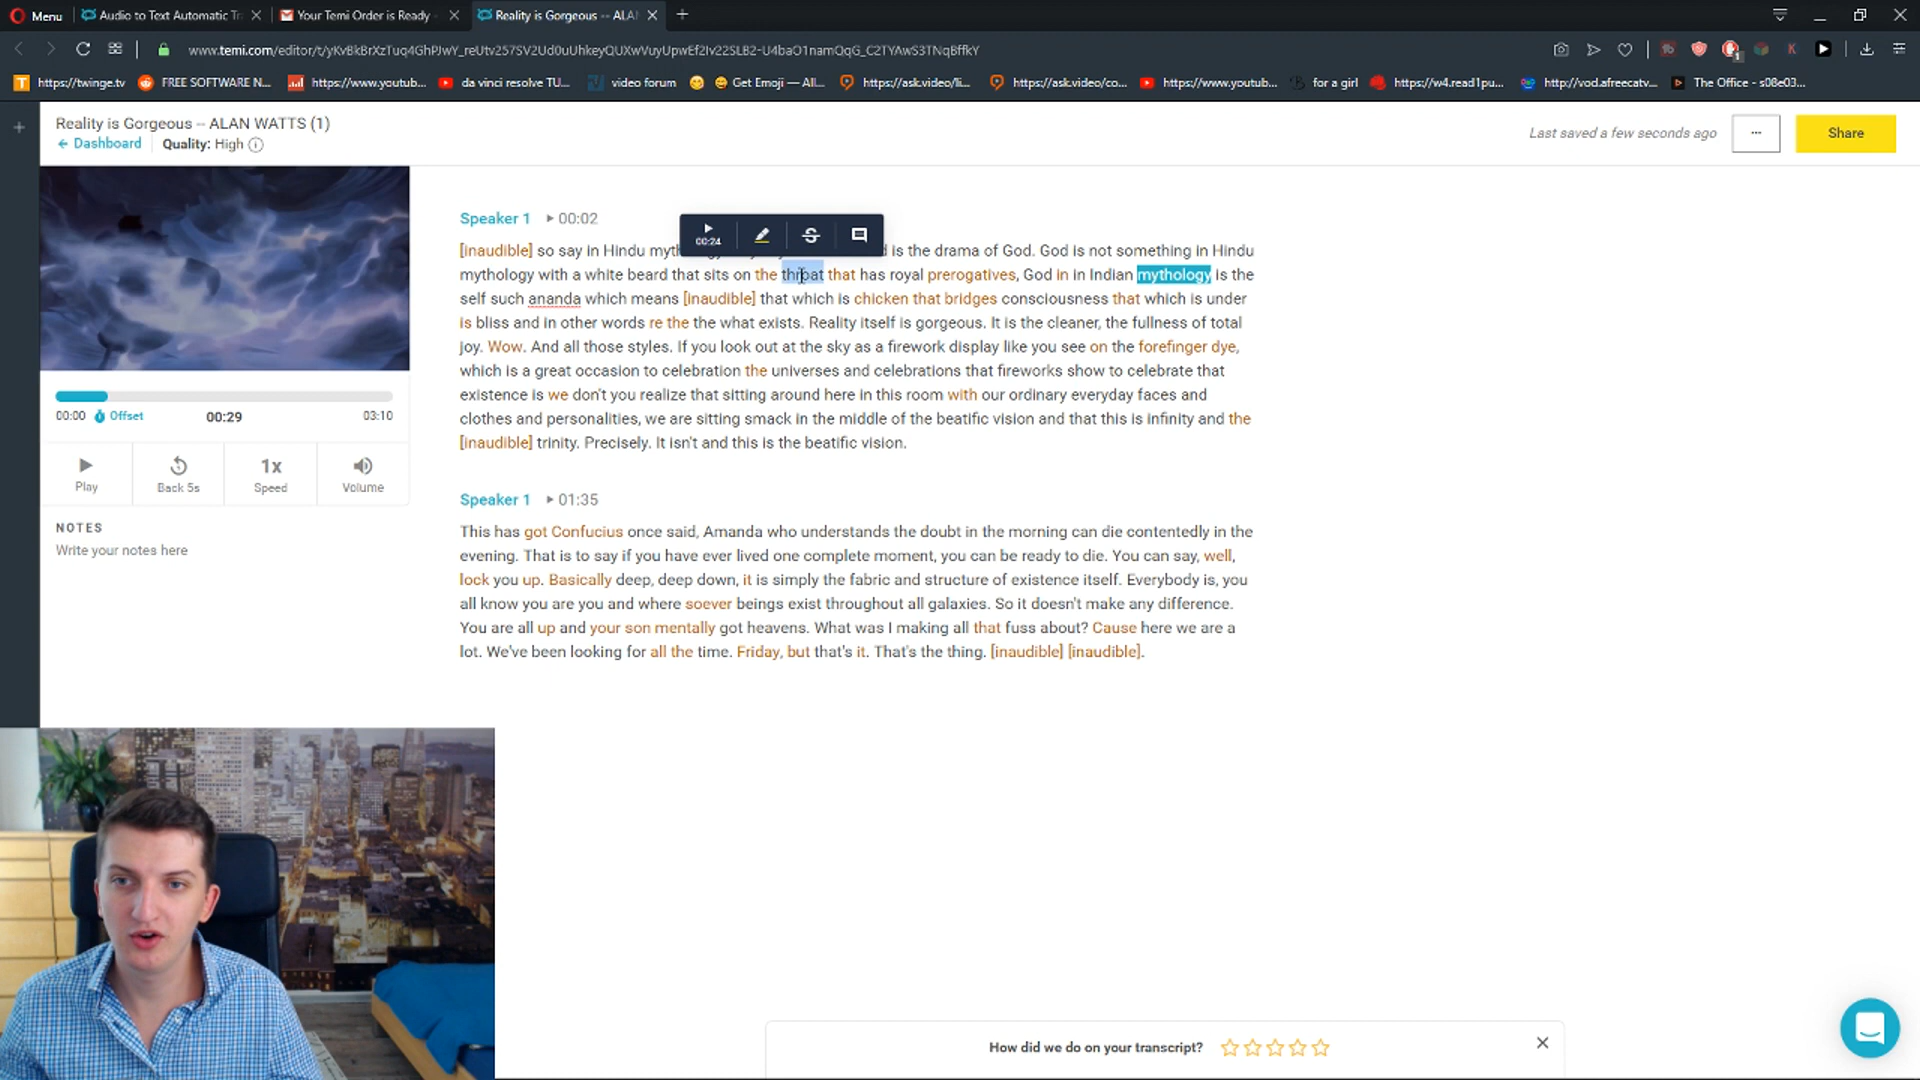 Menu
Audio to Text Automatic Tr
Your Temi Order is Ready -
Reality is Gorgeous -- ALAN
www.temi.com/editor/t/
https://twinge.tv
FREE SOFTWARE N...
https://www.youtub...
da vinci resolve TU...
video forum
Get Emoji — All...
https://ask.video/li...
https://ask.video/co...
https://www.youtub...
for a girl
https://w4.read1pu...
http://vod.afreecatv...
The Office - s08e03...
Reality is Gorgeous -- ALAN WATTS (1)
Dashboard
Quality: High
Last saved a few seconds ago
...
Share
Speaker 1 00:02
00:24
[inaudible] so say in Hindu is the drama of God. God is not something in Hindu
mythology with a white beard that sits on the throat that has royal prerogatives, God in in Indian mythology is the
self such ananda which means [inaudible] that which is chicken that bridges consciousness that which is under
is bliss and in other words re the the what exists. Reality itself is gorgeous. It is the cleaner, the fullness of total
joy. Wow. And all those styles. If you look out at the sky as a firework display like you see on the forefinger dye,
which is a great occasion to celebration the universes and celebrations that fireworks show to celebrate that
existence is we don't you realize that sitting around here in this room with our ordinary everyday faces and
clothes and personalities, we are sitting smack in the middle of the beatific vision and that this is infinity and the
[inaudible] trinity. Precisely. It isn't and this is the beatific vision.
00:00 Offset 00:29 03:10
Play
Back 5s
1x
Speed
Volume
NOTES
Write your notes here
Speaker 1 01:35
This has got Confucius once said, Amanda who understands the doubt in the morning can die contentedly in the
evening. That is to say if you have ever lived one complete moment, you can be ready to die. You can say, well,
lock you up. Basically deep, deep down, it is simply the fabric and structure of existence itself. Everybody is, you
all know you are you and where soever beings exist throughout all galaxies. So it doesn't make any difference.
You are all up and your son mentally got heavens. What was I making all that fuss about? Cause here we are a
lot. We've been looking for all the time. Friday, but that's it. That's the thing. [inaudible] [inaudible].
How did we do on your transcript?